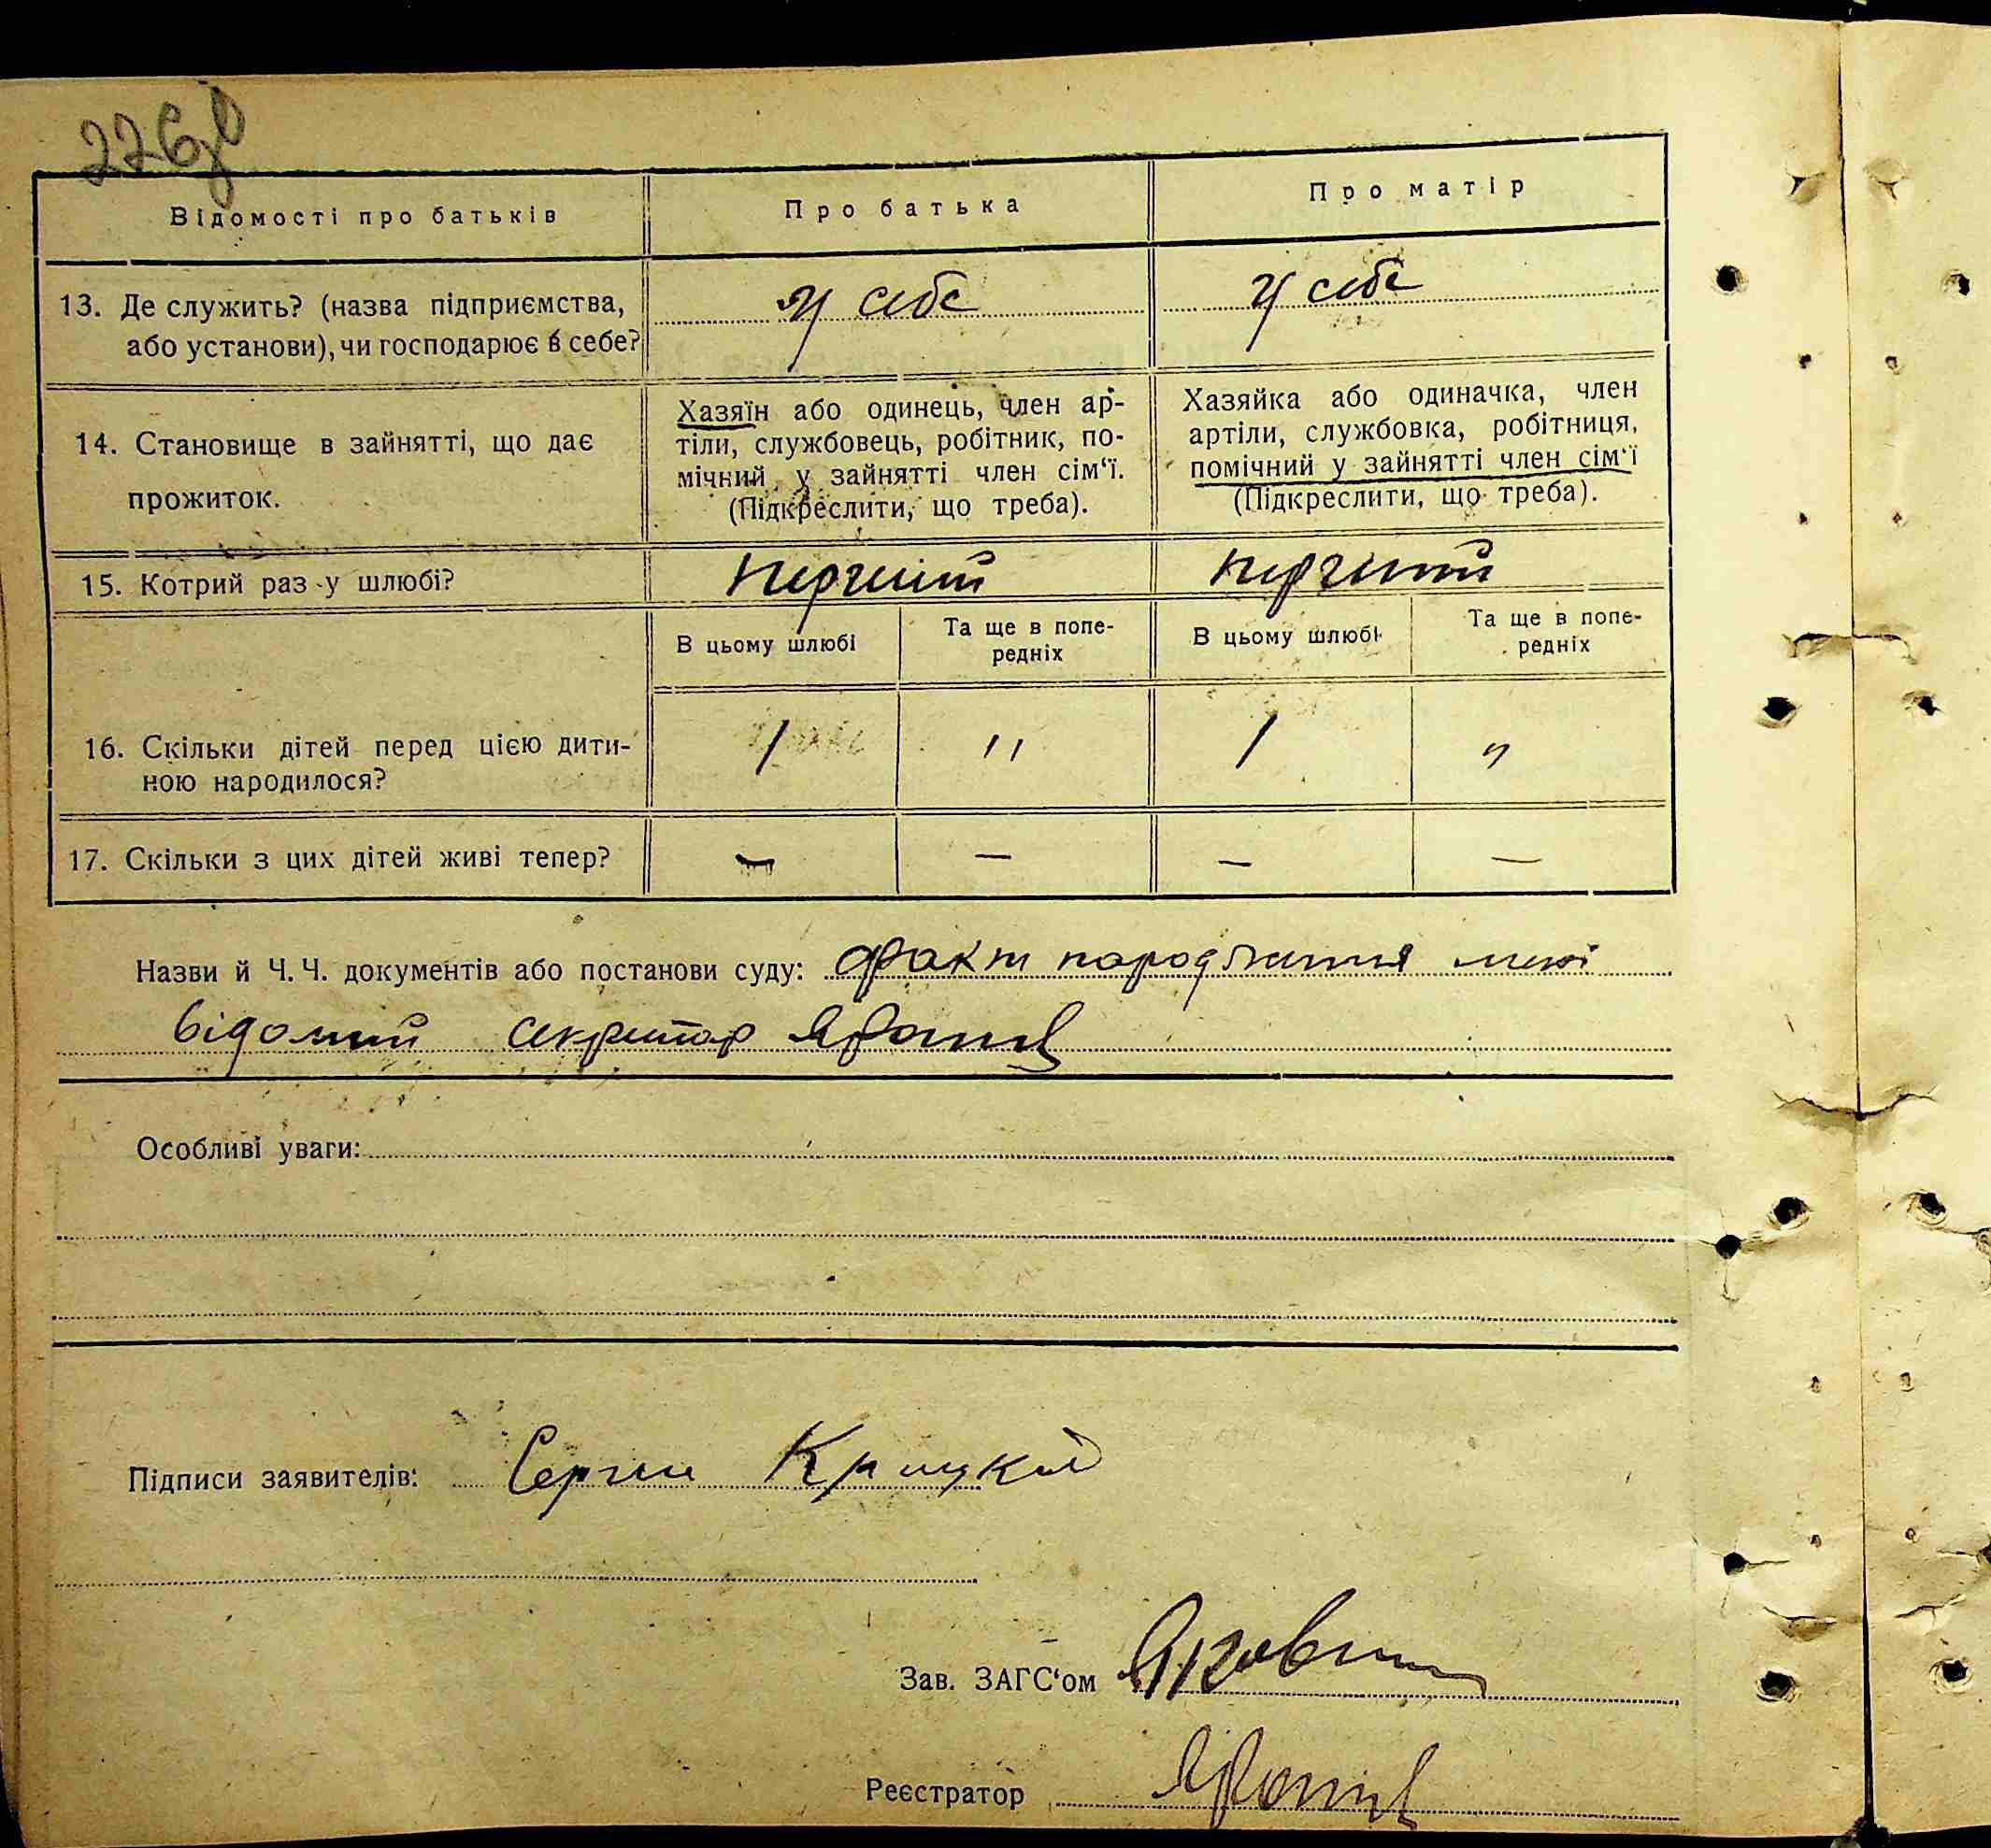 226зв
Відомості про батьків
Про батька
Про матір
13. Де служить? (назва підприємства,
або установи), чи господарює в себе?
у себе
у себе
14. Становище в зайнятті, що дає
прожиток.
Хазяїн або одинець, член ар-
тіли, службовець, робітник, по-
мічний у зайнятті член сім‘ї.
(Підкреслити, що треба).
Хазяйка або одиначка, член
артіли, службовка, робітниця,
помічний у зайнятті член сім‘ї
(Підкреслити, що треба).
15. Котрий раз у шлюбі?
перший
перший
В цьому шлюбі
Та ще в попе-
редніх
В цьому шлюбі
Та ще в попе-
редніх
16. Скільки дітей перед цією дити-
ною народилося?
1
"
1
"
17. Скільки з цих дітей живі тепер?
—
—
—
—
Назви й Ч. Ч. документів або постанови суду: факт народження мені
відомий секретар
Особливі уваги:
Підписи заявителів: Сергии Крицкий
Зав. ЗАГС‘ом
Реєстратор